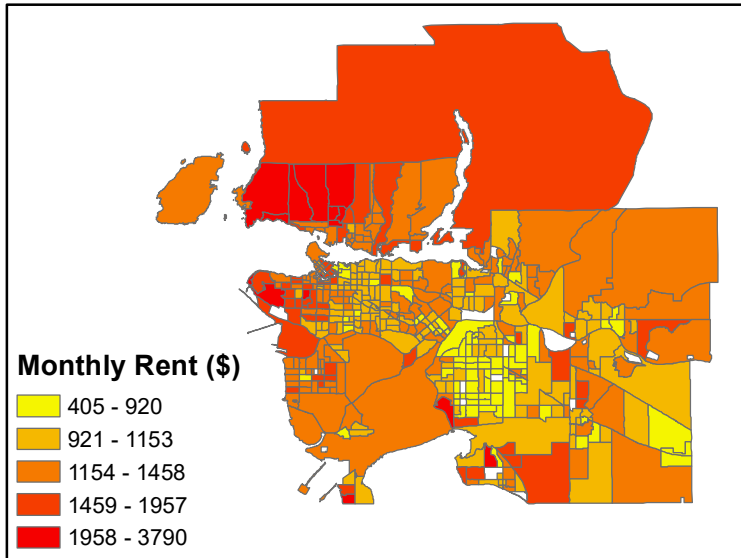 Monthly Rent ($)
405 - 920
921 - 1153
1154 - 1458
1459 - 1957
1958 - 3790